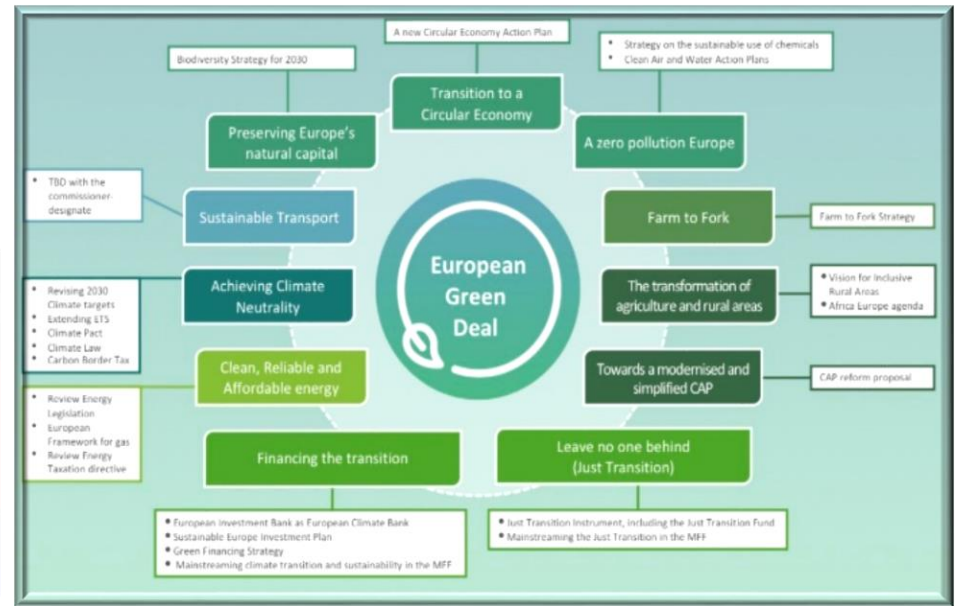 A new Circular Economy Action Plan
Transition to a
Circular Economy
Biodiversity Strategy for 2030
Preserving Europe's
natural capital
• Strategy on the sustainable use of chemicals
• Clean Air and Water Action Plans
A zero pollution Europe
• TBD with the
commissioner-
designate
Sustainable Transport
European
Green
Deal
Farm to Fork
Farm to Fork Strategy
• Revising 2030
Climate targets
• Extending ETS
• Climate Pact
• Climate Law
• Carbon Border Tax
Achieving Climate
Neutrality
The transformation of
agriculture and rural areas
• Vision for Inclusive
Rural Areas
• Africa Europe agenda
• Review Energy
Legislation
• European
Framework for gas
• Review Energy
Taxation directive
Clean, Reliable and
Affordable energy
Towards a modernised and
simplified CAP
CAP reform proposal
Financing the transition
• European Investment Bank as European Climate Bank
• Sustainable Europe Investment Plan
• Green Financing Strategy
• Mainstreaming climate transition and sustainability in the MFF
Leave no one behind
(Just Transition)
• Just Transition Instrument, including the Just Transition Fund
• Mainstreaming the Just Transition in the MFF